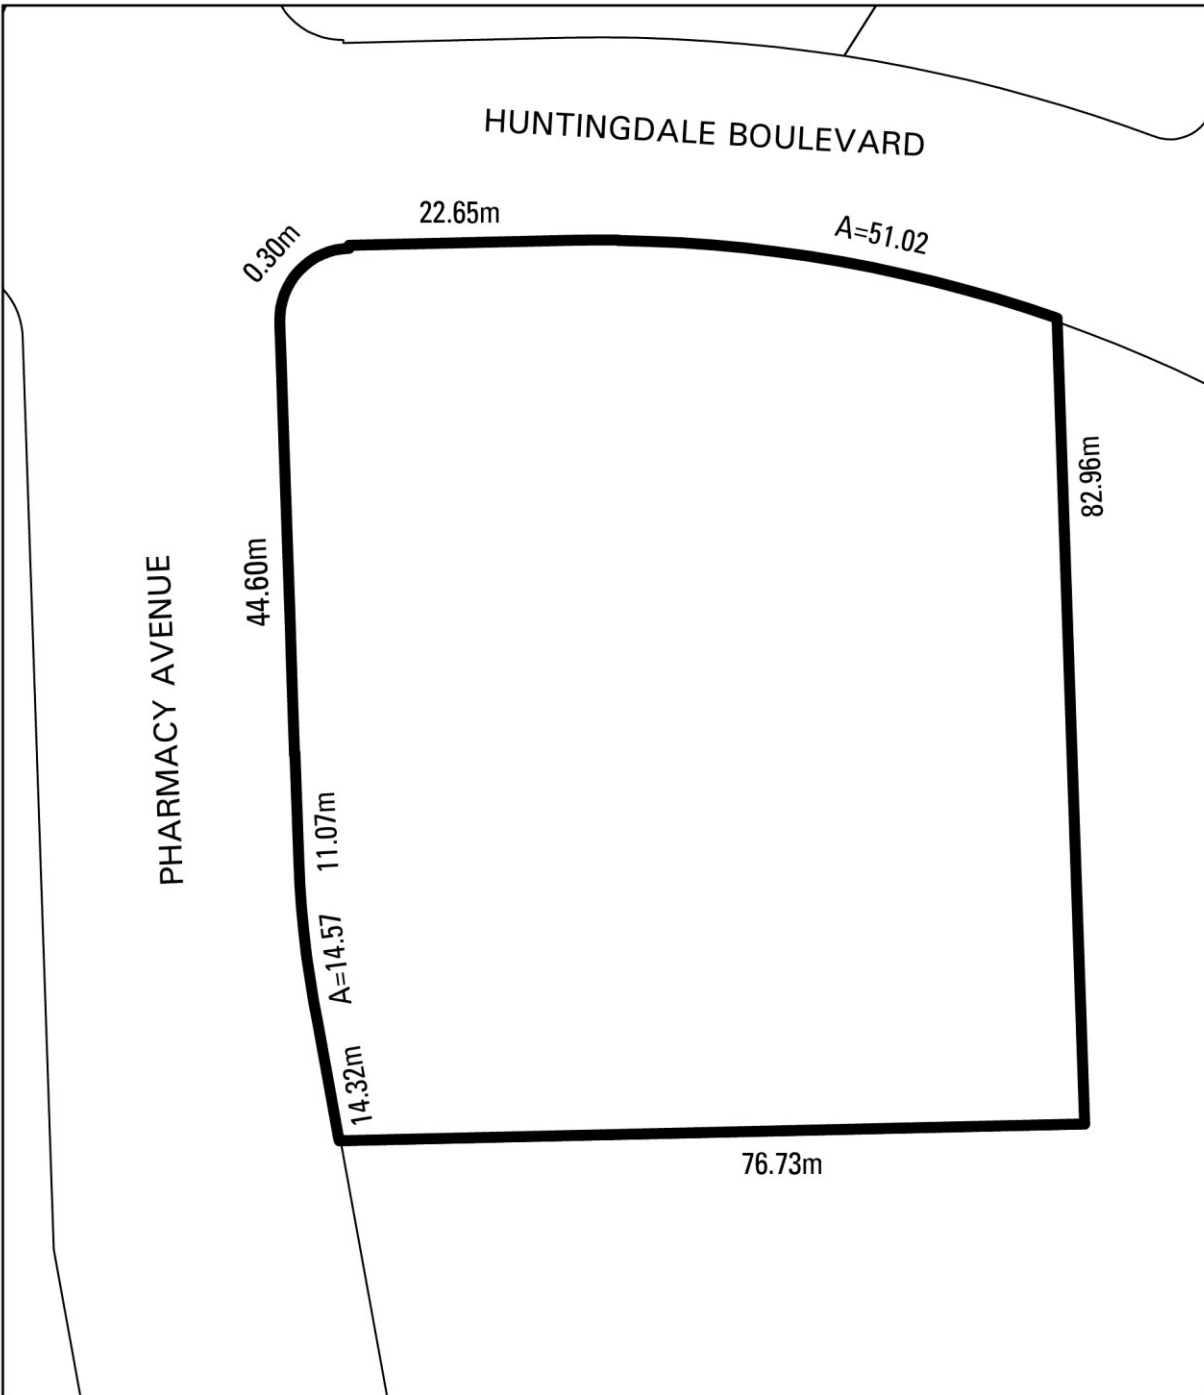 HUNTINGDALE BOULEVARD
22.65m
A=51.02
0.30m
82.96m
44.60m
PHARMACY AVENUE
11.07m
A=14.57
14.32m
76.73m